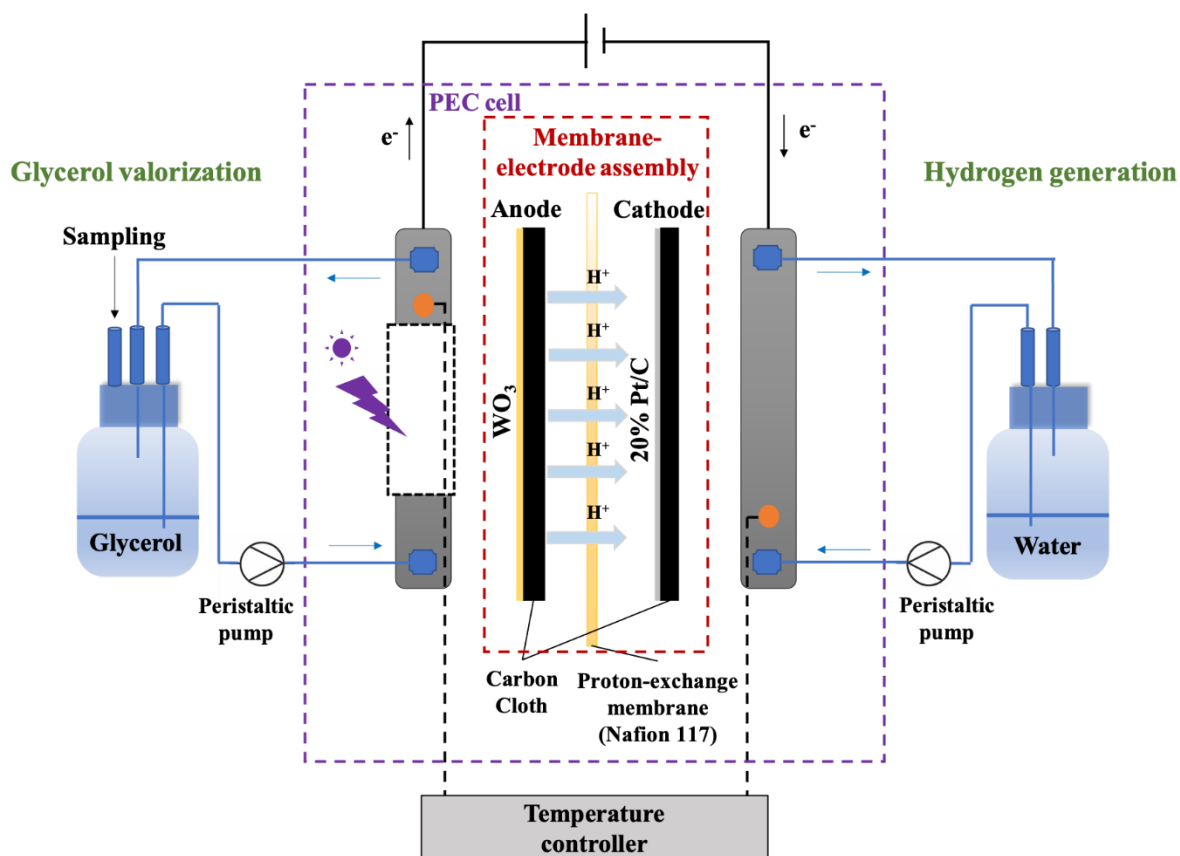 PEC cell
e-
e-
Membrane-
electrode assembly
Glycerol valorization
Hydrogen generation
Anode
Cathode
Sampling
H+
H+
H+
H+
H+
WO3
20% Pt/C
Glycerol
Water
Peristaltic
pump
Peristaltic
pump
Carbon
Cloth
Proton-exchange
membrane
(Nafion 117)
Temperature
controller